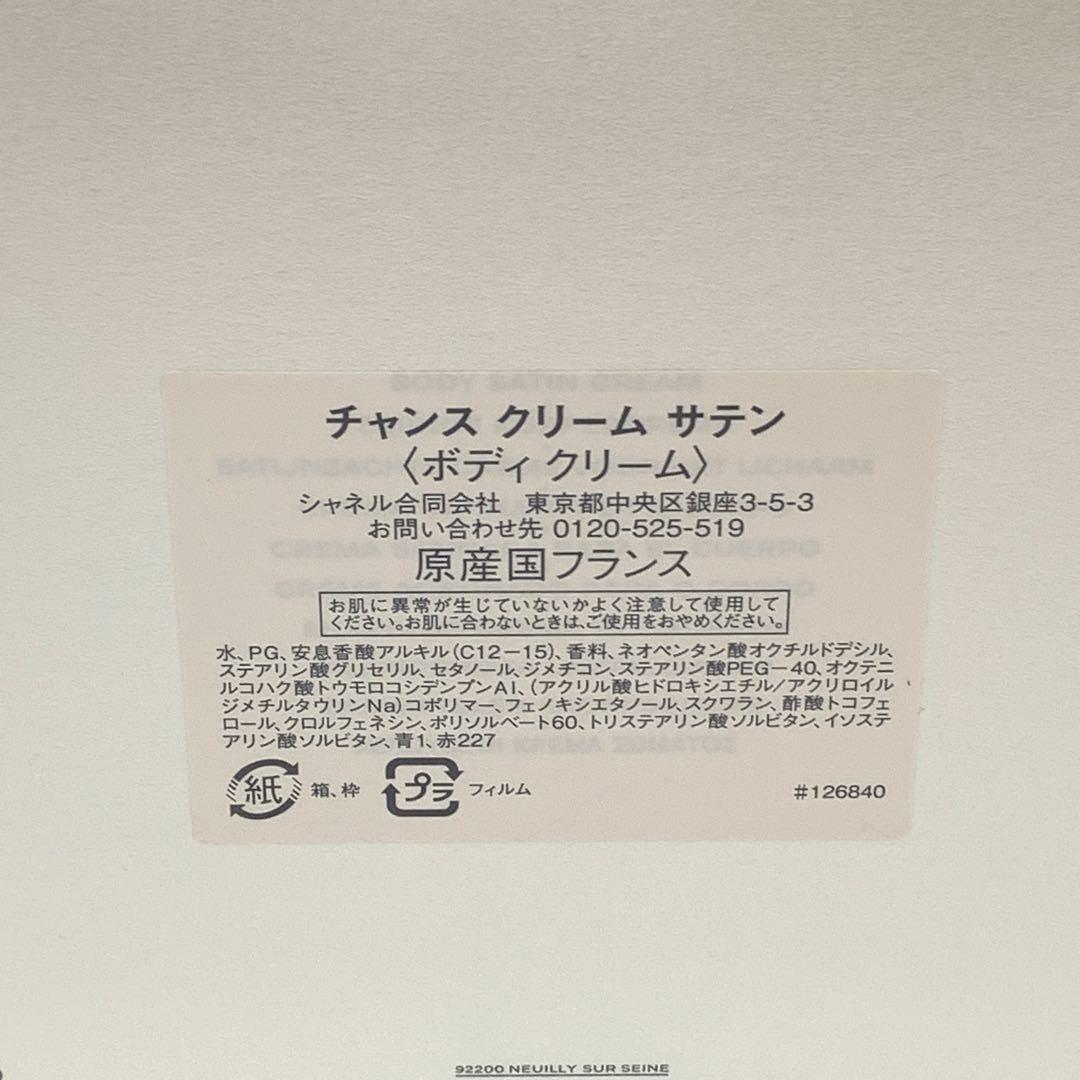 BODY SATIN CREAM
チャンス クリーム サテン
〈ボディ クリーム〉
シャネル合同会社 東京都中央区銀座3-5-3
お問い合わせ先 0120-525-519
原産国フランス
お肌に異常が生じていないかよく注意して使用して
ください。お肌に合わないときは、ご使用をおやめください。
水、PG、安息香酸アルキル(C12-15)、香料、ネオペンタン酸オクチルドデシル、
ステアリン酸グリセリル、セタノール、ジメチコン、ステアリン酸PEG-40、オクテニ
ルコハク酸トウモロコシデンプンAl、(アクリル酸ヒドロキシエチル/アクリロイル
ジメチルタウリンNa)コポリマー、フェノキシエタノール、スクワラン、酢酸トコフェ
ロール、クロルフェネシン、ポリソルベート60、トリステアリン酸ソルビタン、イソステ
アリン酸ソルビタン、青1、赤227
紙 箱、枠 プラ フィルム #126840
92200 NEUILLY SUR SEINE